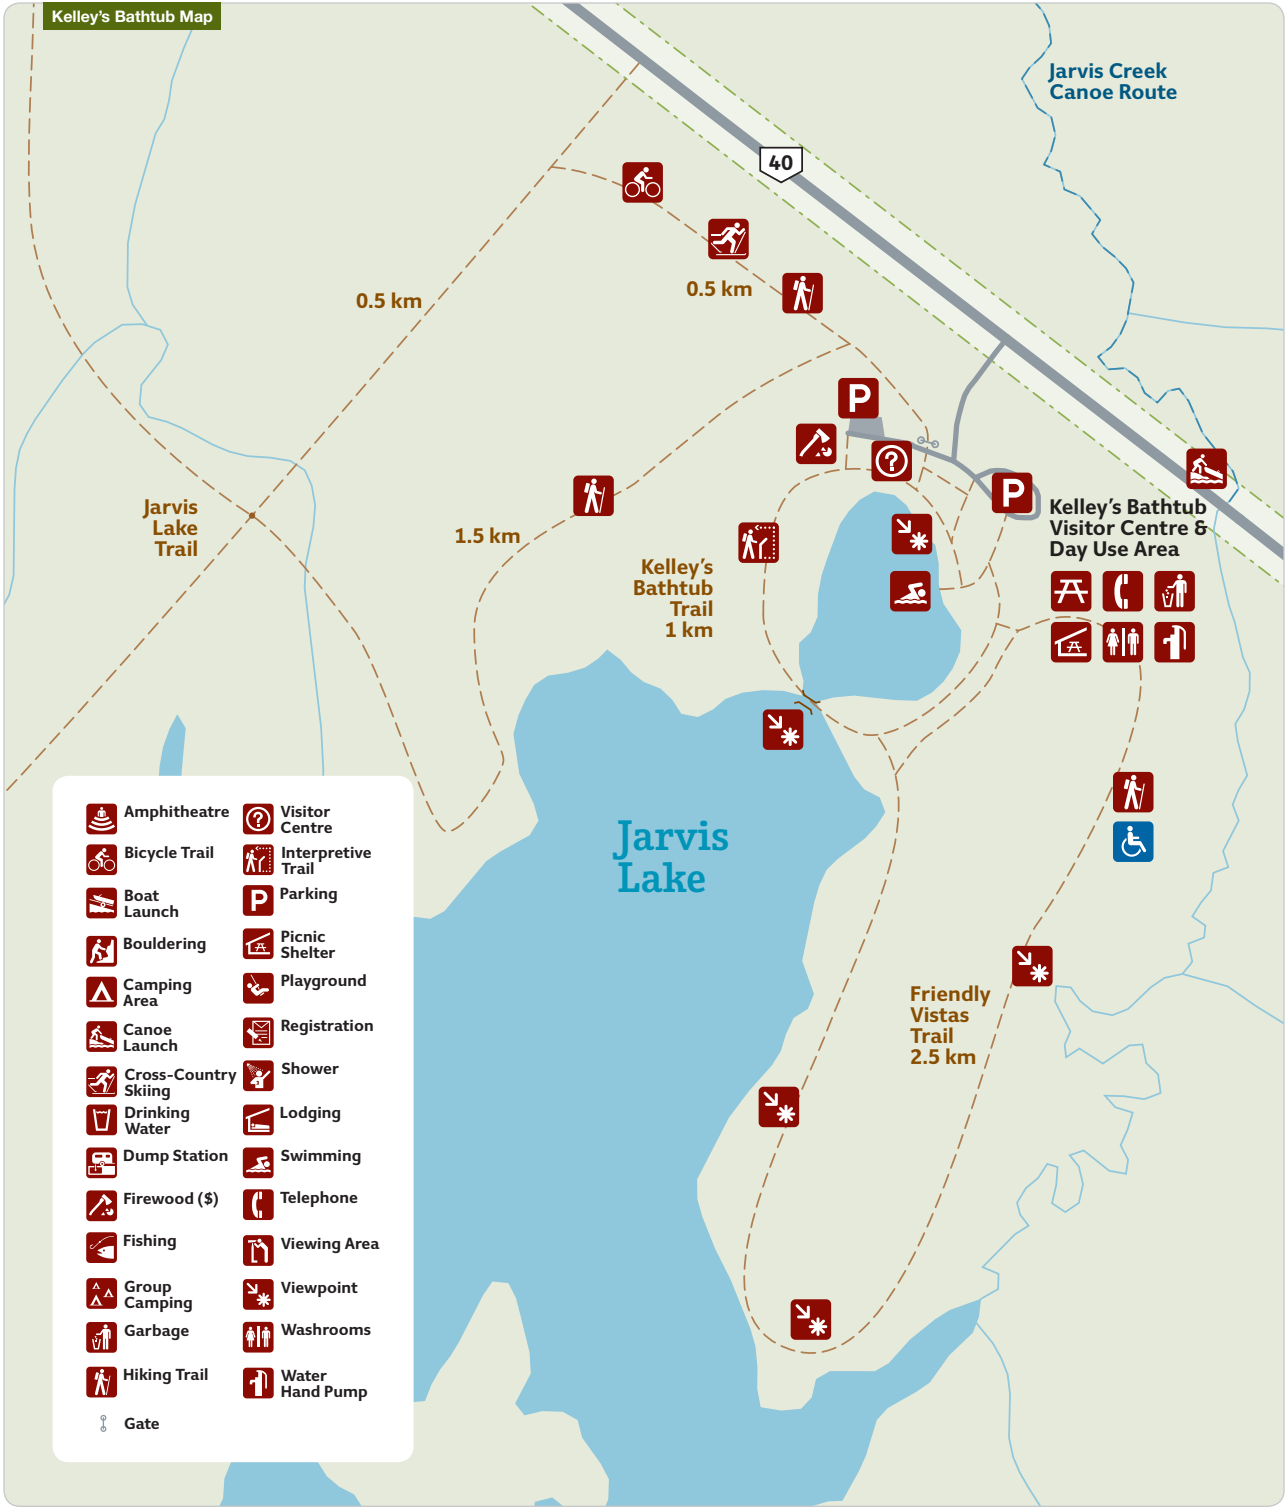 Kelley's Bathtub Map
Jarvis Creek
Canoe Route
40
0.5 km
0.5 km
P
?
P
Jarvis
Lake
Trail
1.5 km
Kelley's
Bathtub
Trail
1 km
Kelley's Bathtub
Visitor Centre &
Day Use Area
Jarvis
Lake
Friendly
Vistas
Trail
2.5 km
Amphitheatre
Bicycle Trail
Boat
Launch
Bouldering
Camping
Area
Canoe
Launch
Cross-Country
Skiing
Drinking
Water
Dump Station
Firewood ($)
Fishing
Group
Camping
Garbage
Hiking Trail
Gate
?
Visitor
Centre
Interpretive
Trail
P
Parking
Picnic
Shelter
Playground
Registration
Shower
Lodging
Swimming
Telephone
Viewing Area
Viewpoint
Washrooms
Water
Hand Pump